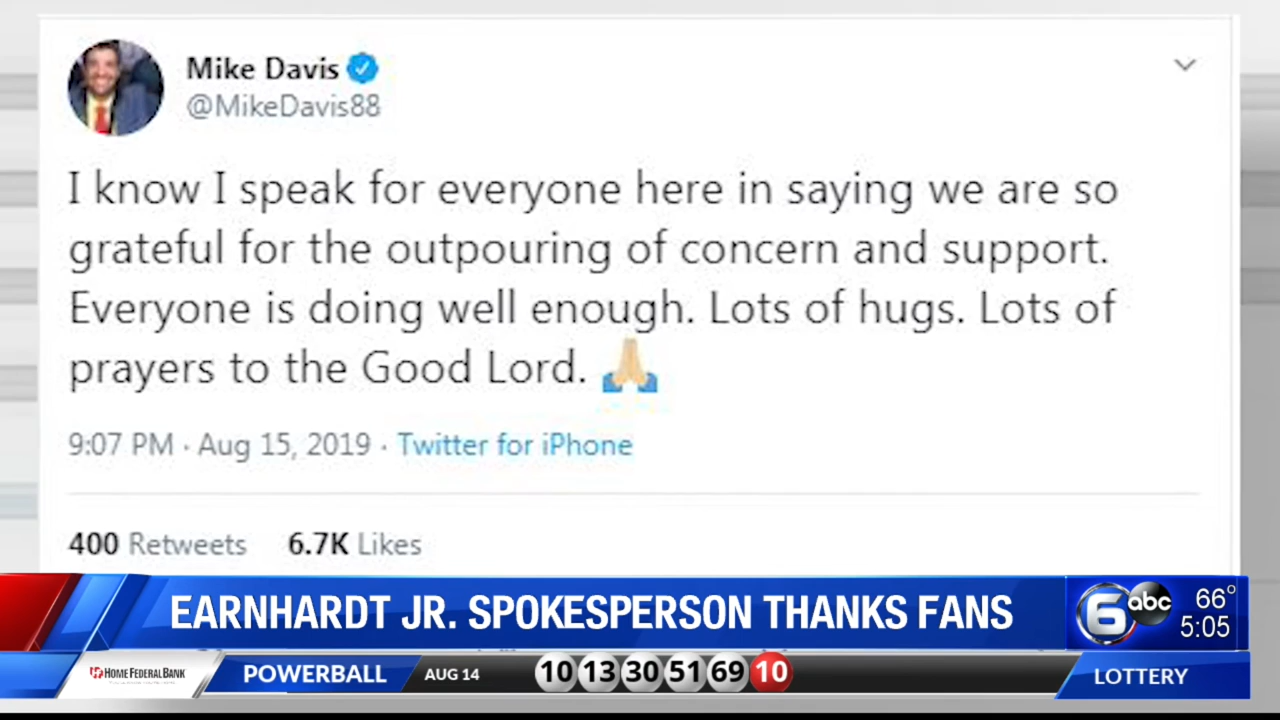 Mike Davis
@MikeDavis88
I know I speak for everyone here in saying we are so
grateful for the outpouring of concern and support.
Everyone is doing well enough. Lots of hugs. Lots of
prayers to the Good Lord. 🙏🏼
9:07 PM · Aug 15, 2019 · Twitter for iPhone
400 Retweets 6.7K Likes
EARNHARDT JR. SPOKESPERSON THANKS FANS
6 abc
66°
5:05
HOME FEDERAL BANK
POWERBALL AUG 14 10 13 30 51 69 10 LOTTERY